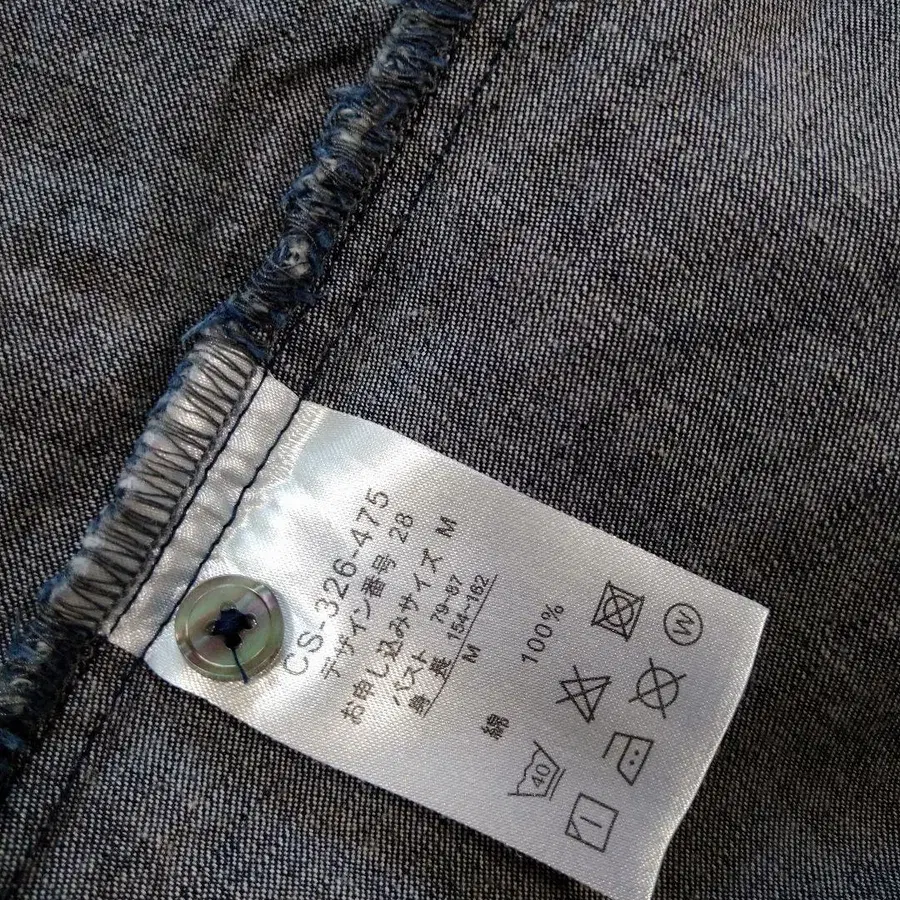 CS-326-475
デザイン番号 28
お申し込みサイズ M
バスト 79~87
身長 154~162
M
綿 100%
40
W